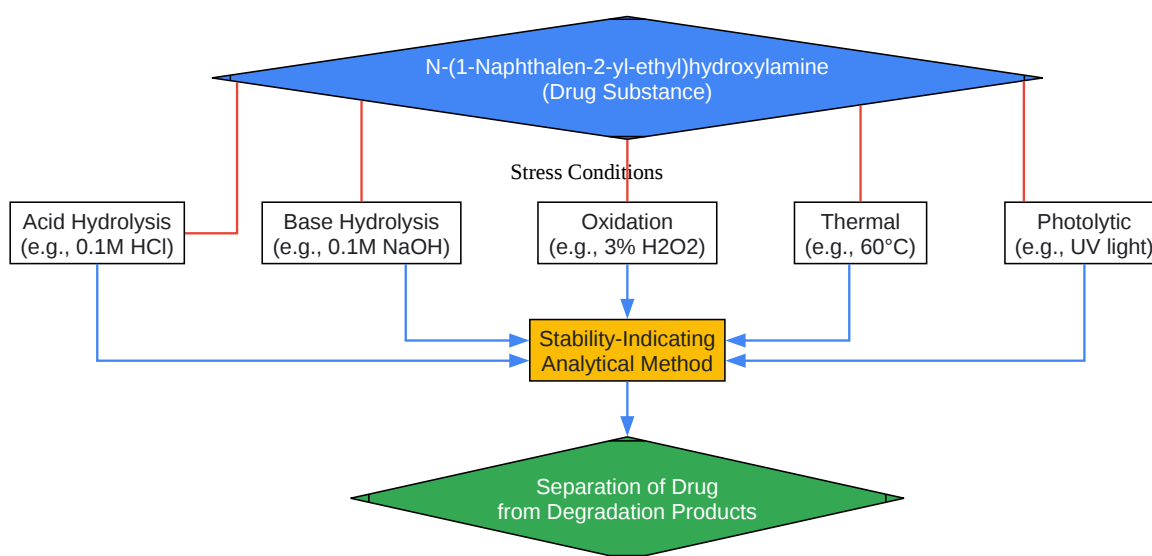 N-(1-Naphthalen-2-yl-ethyl)hydroxylamine
(Drug Substance)
Stress Conditions
Acid Hydrolysis
(e.g., 0.1M HCl)
Base Hydrolysis
(e.g., 0.1M NaOH)
Oxidation
(e.g., 3% H2O2)
Thermal
(e.g., 60°C)
Photolytic
(e.g., UV light)
Stability-Indicating
Analytical Method
Separation of Drug
from Degradation Products